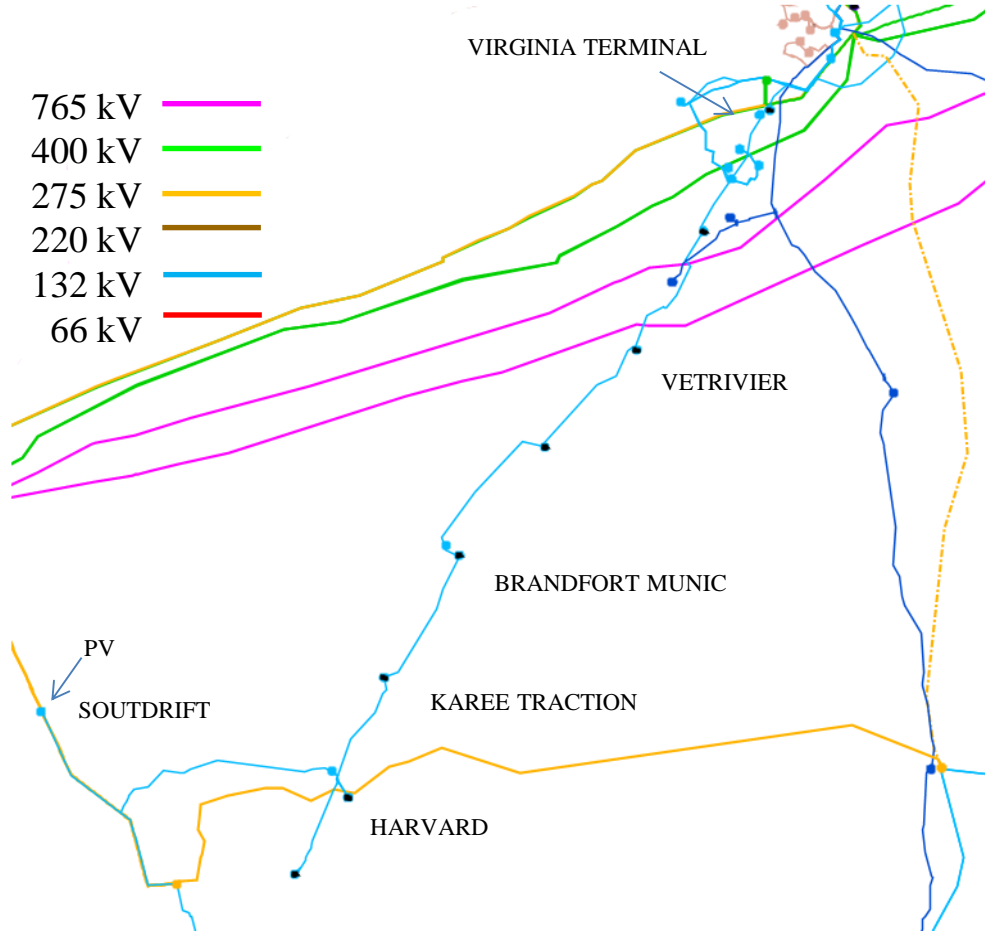 VIRGINIA TERMINAL
765 kV
400 kV
275 kV
220 kV
132 kV
66 kV
VETRIVIER
BRANDFORT MUNIC
PV
SOUTDRIFT
KAREE TRACTION
HARVARD